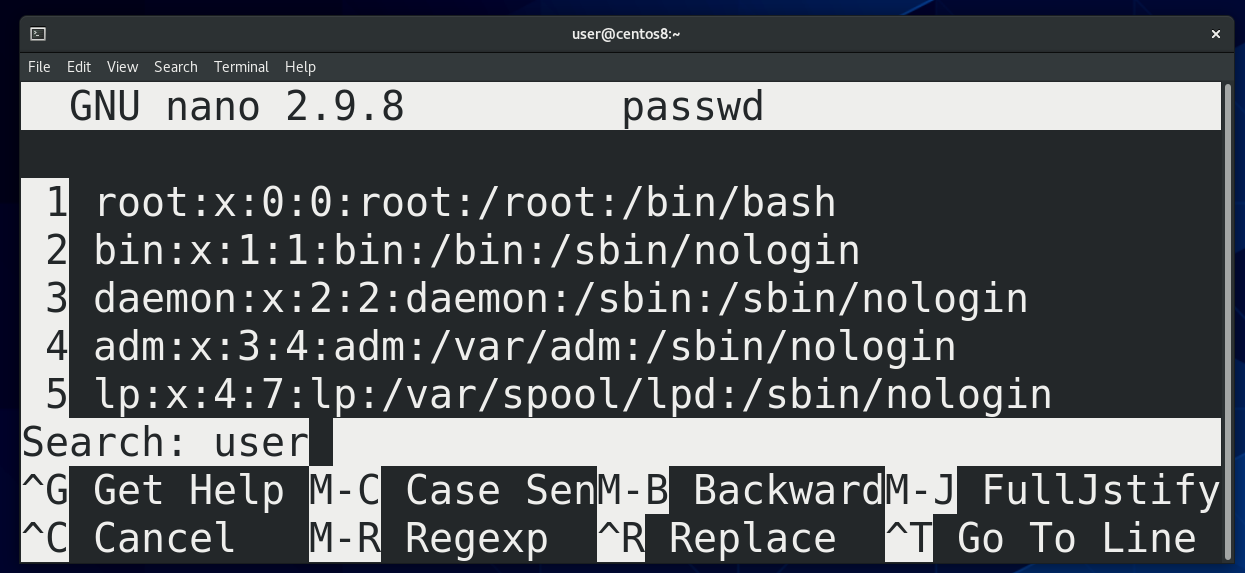 user@centos8:~
File Edit View Search Terminal Help
GNU nano 2.9.8 passwd
1 root:x:0:0:root:/root:/bin/bash
2 bin:x:1:1:bin:/bin:/sbin/nologin
3 daemon:x:2:2:daemon:/sbin:/sbin/nologin
4 adm:x:3:4:adm:/var/adm:/sbin/nologin
5 lp:x:4:7:lp:/var/spool/lpd:/sbin/nologin
Search: user
^G Get Help M-C Case SenM-B BackwardM-J FullJstify
^C Cancel M-R Regexp ^R Replace ^T Go To Line